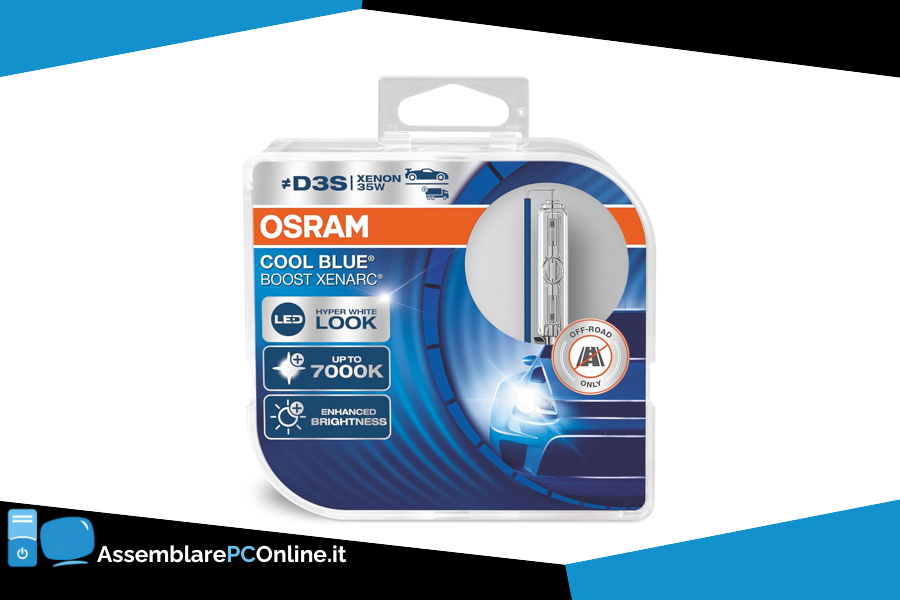 ≠D3S
XENON
35W
OSRAM
COOL BLUE®
BOOST XENARC®
LED
HYPER WHITE
LOOK
UP TO
7000K
ENHANCED
BRIGHTNESS
OFF-ROAD
ONLY
AssemblarePCOnline.it